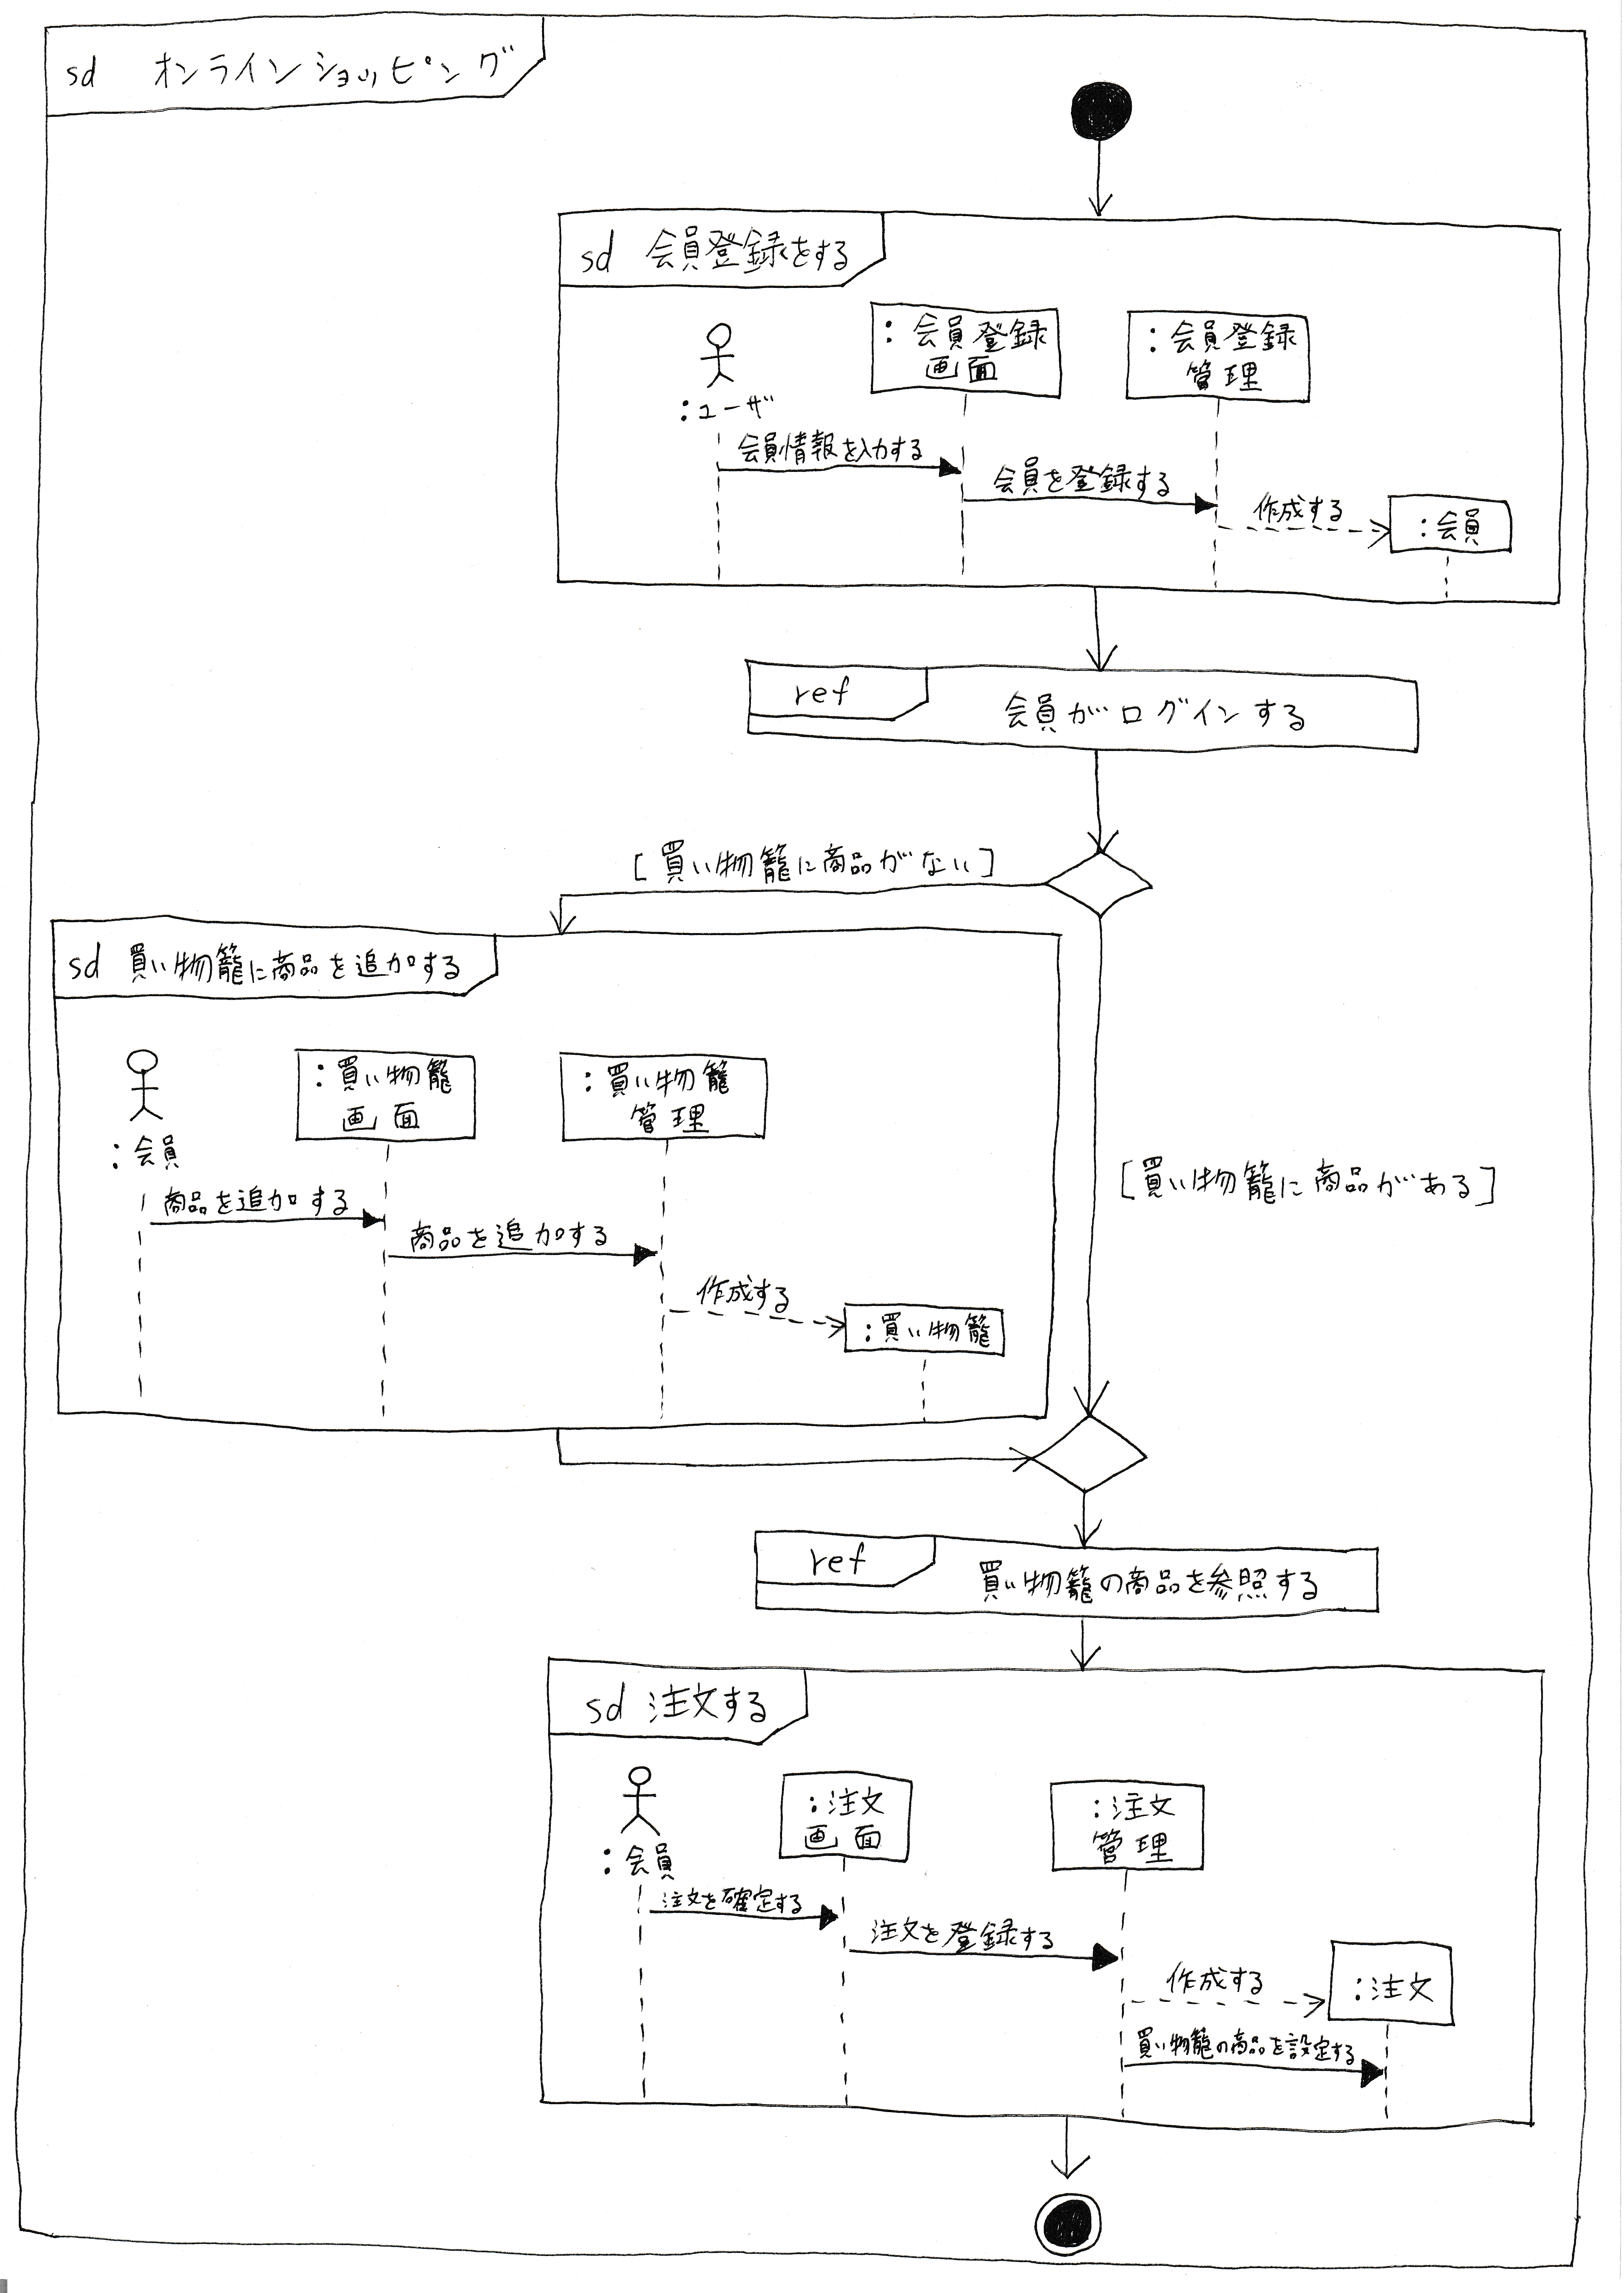 sd オンラインショッピング
sd 会員登録をする
:ユーザ
:会員登録
画面
:会員登録
管理
会員情報を入力する
会員を登録する
作成する
:会員
ref
会員がログインする
[買い物籠に商品がない]
sd 買い物籠に商品を追加する
:会員
:買い物籠
画面
:買い物籠
管理
商品を追加する
商品を追加する
作成する
:買い物籠
[買い物籠に商品がある]
ref
買い物籠の商品を参照する
sd 注文する
:会員
:注文
画面
:注文
管理
注文を確定する
注文を登録する
作成する
:注文
買い物籠の商品を設定する